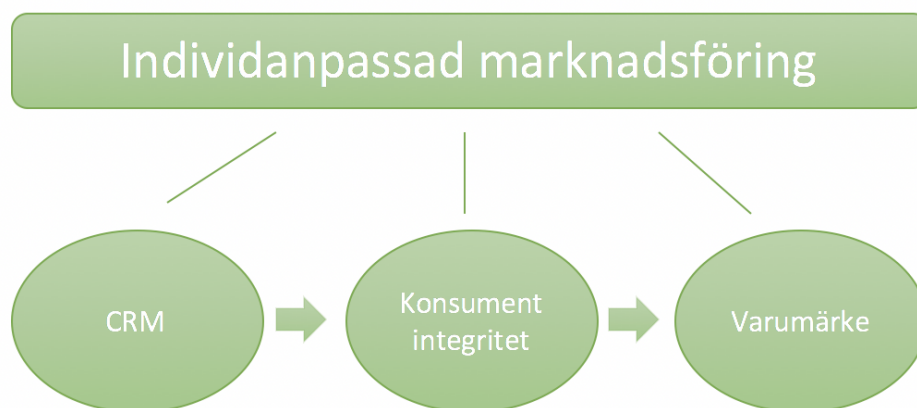 Individanpassad marknadsföring
CRM
Konsument
integritet
Varumärke